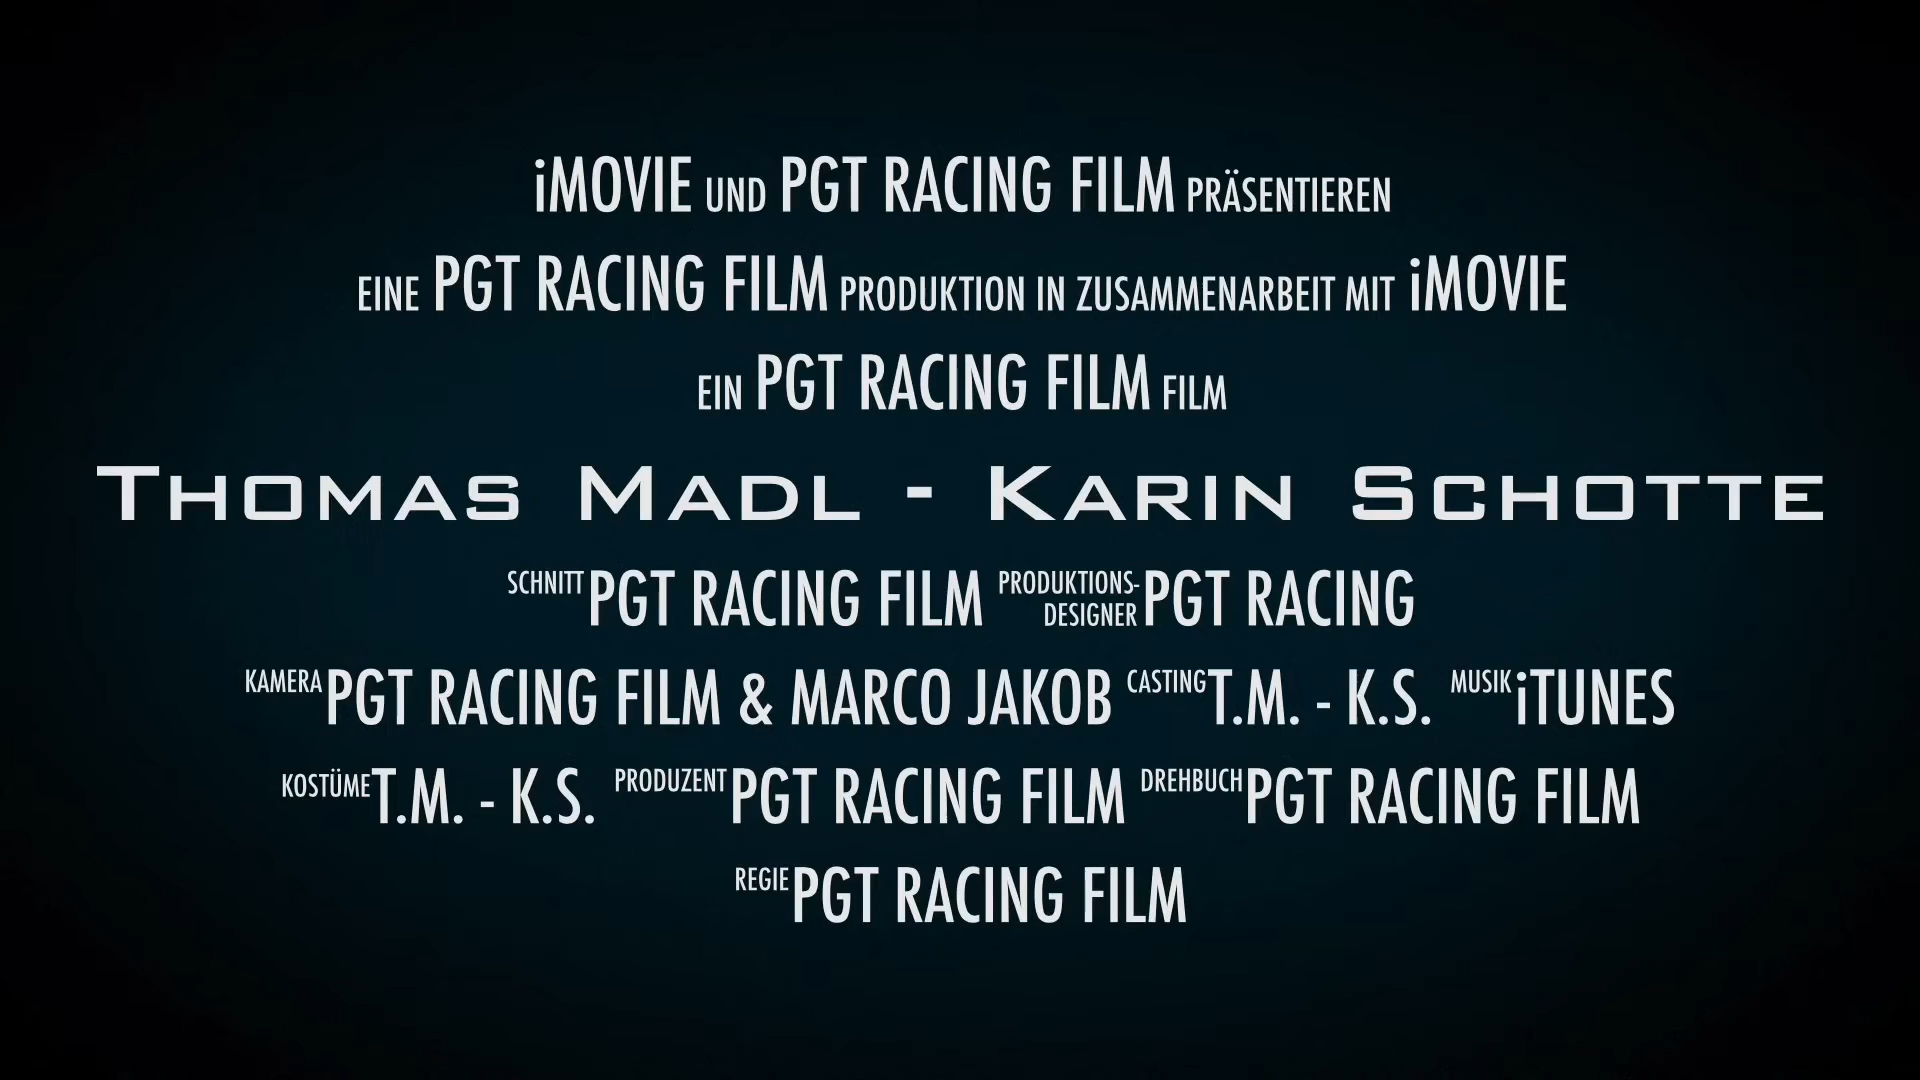 iMOVIE UND PGT RACING FILM PRÄSENTIEREN
EINE PGT RACING FILM PRODUKTION IN ZUSAMMENARBEIT MIT iMOVIE
EIN PGT RACING FILM FILM
THOMAS MADL - KARIN SCHOTTE
SCHNITT PGT RACING FILM PRODUKTIONS-DESIGNER PGT RACING
KAMERA PGT RACING FILM & MARCO JAKOB CASTING T.M. - K.S. MUSIK iTUNES
KOSTÜME T.M. - K.S. PRODUZENT PGT RACING FILM DREHBUCH PGT RACING FILM
REGIE PGT RACING FILM